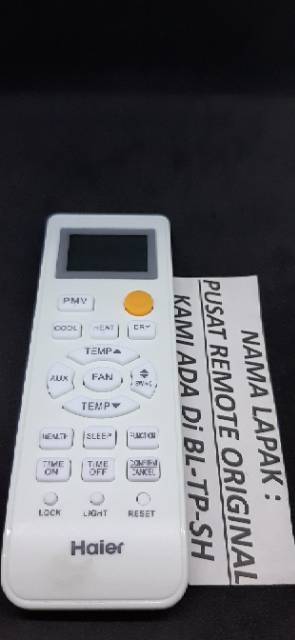 PMV
COOL HEAT DRY
TEMP▲
AUX FAN SWING
TEMP▼
HEALTH SLEEP FUNCTION
TIME ON TIME OFF CONFIRM CANCEL
LOCK LIGHT RESET
Haier
NAMA LAPAK :
PUSAT REMOTE ORIGINAL
KAMI ADA Di BL-TP-SH